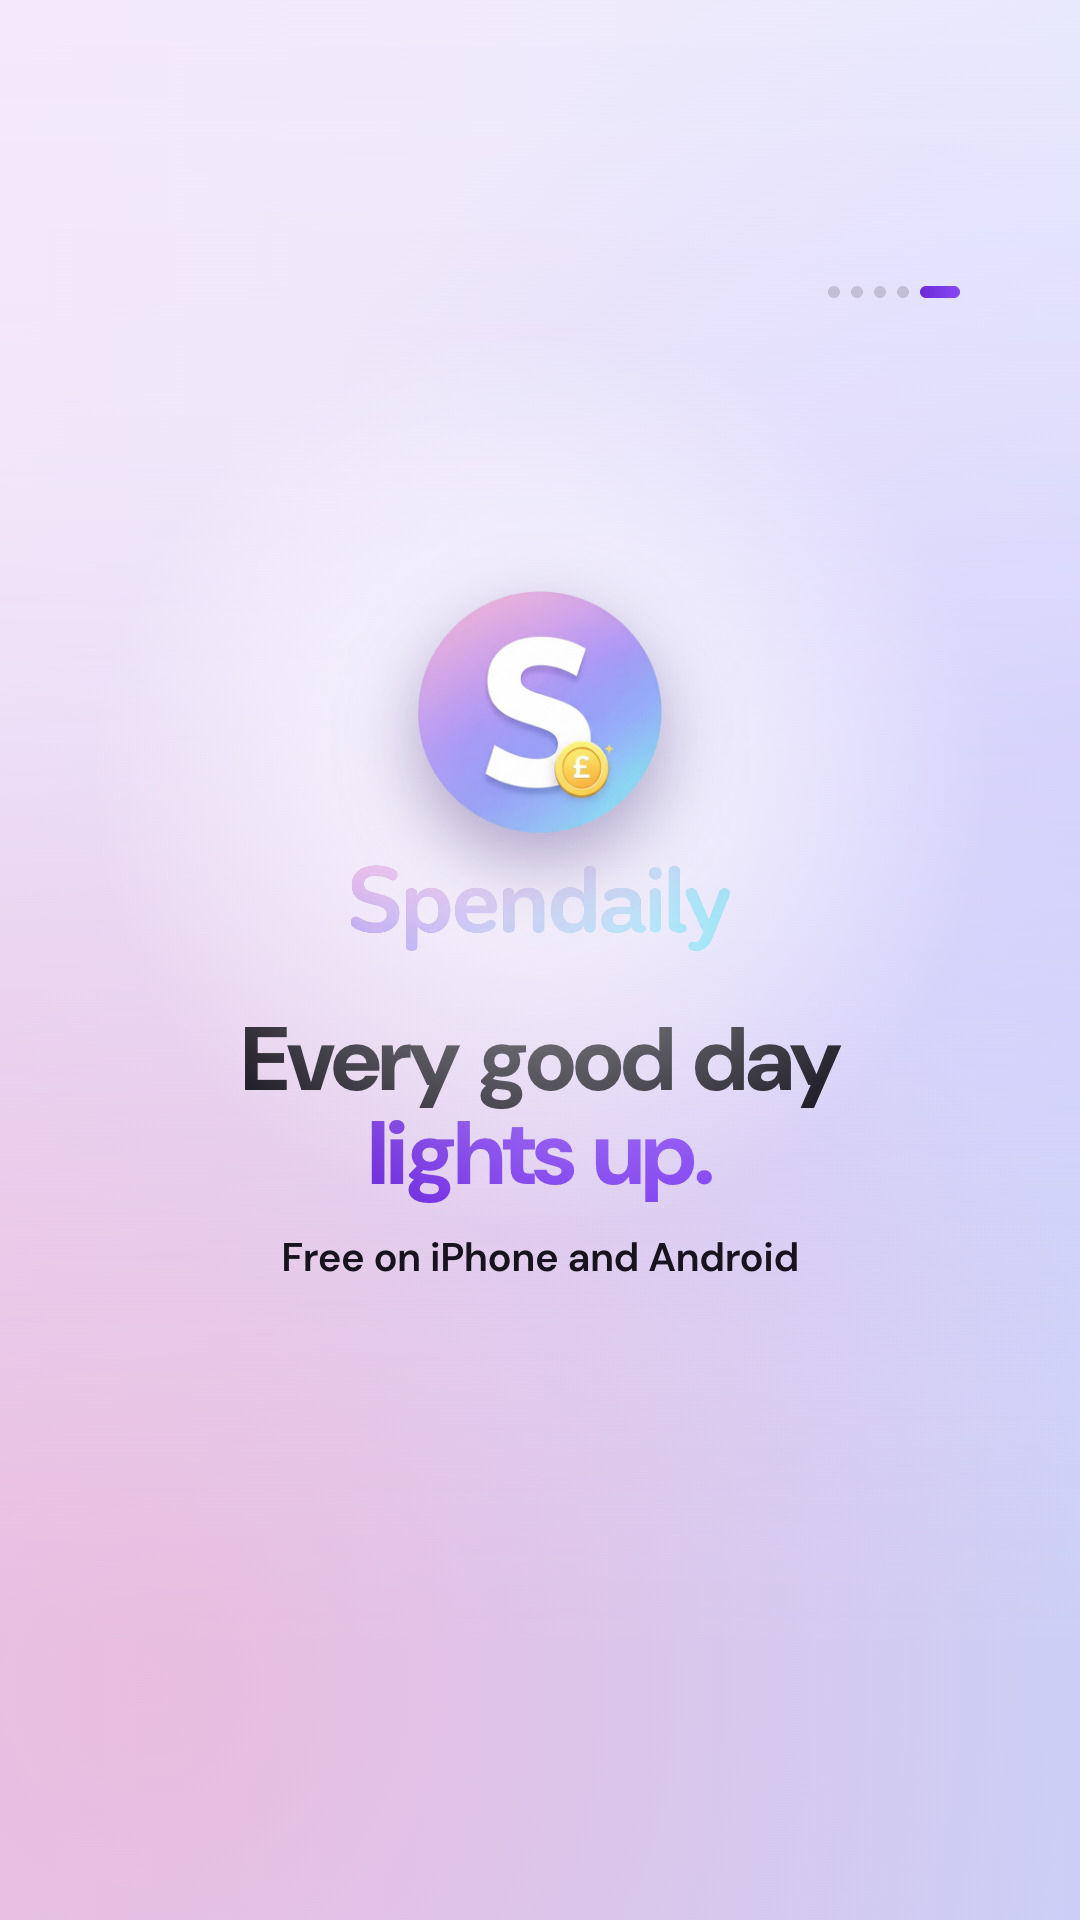 S
£
Spendaily
Every good day
lights up.
Free on iPhone and Android